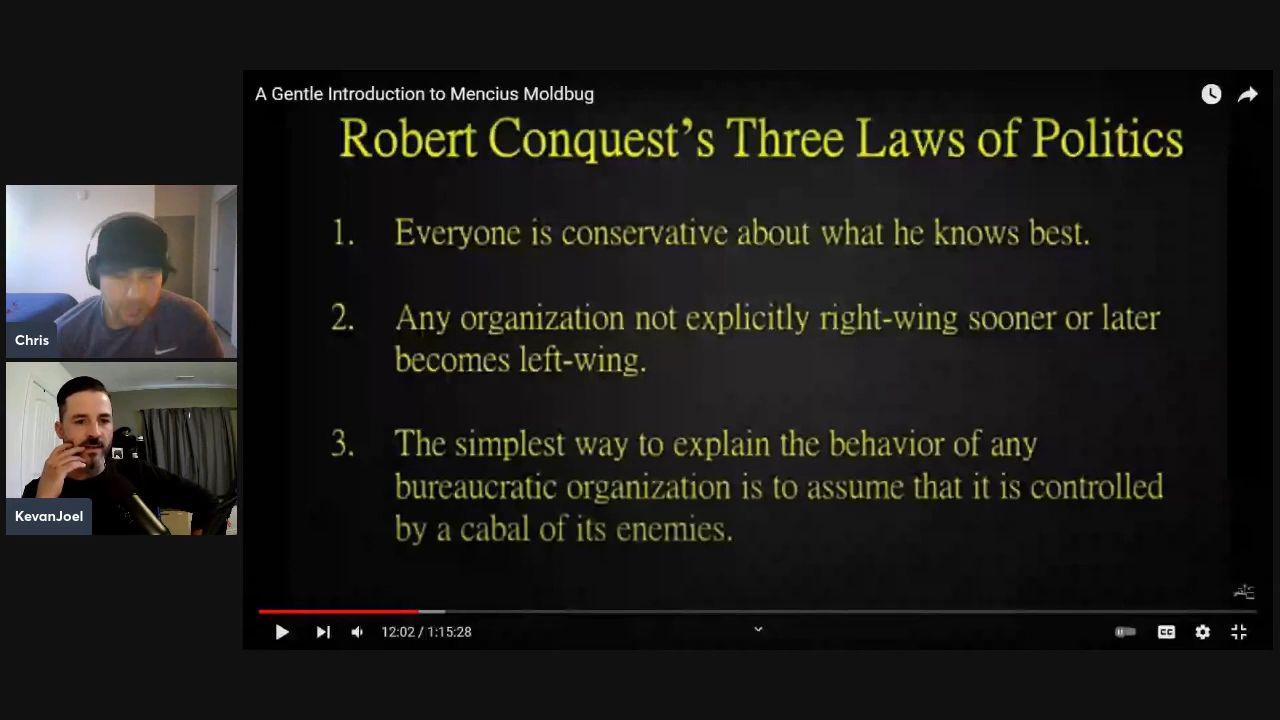 A Gentle Introduction to Mencius Moldbug
Robert Conquest’s Three Laws of Politics
1. Everyone is conservative about what he knows best.
2. Any organization not explicitly right-wing sooner or later
becomes left-wing.
3. The simplest way to explain the behavior of any
bureaucratic organization is to assume that it is controlled
by a cabal of its enemies.
Chris
KevanJoel
12:02 / 1:15:28
CC